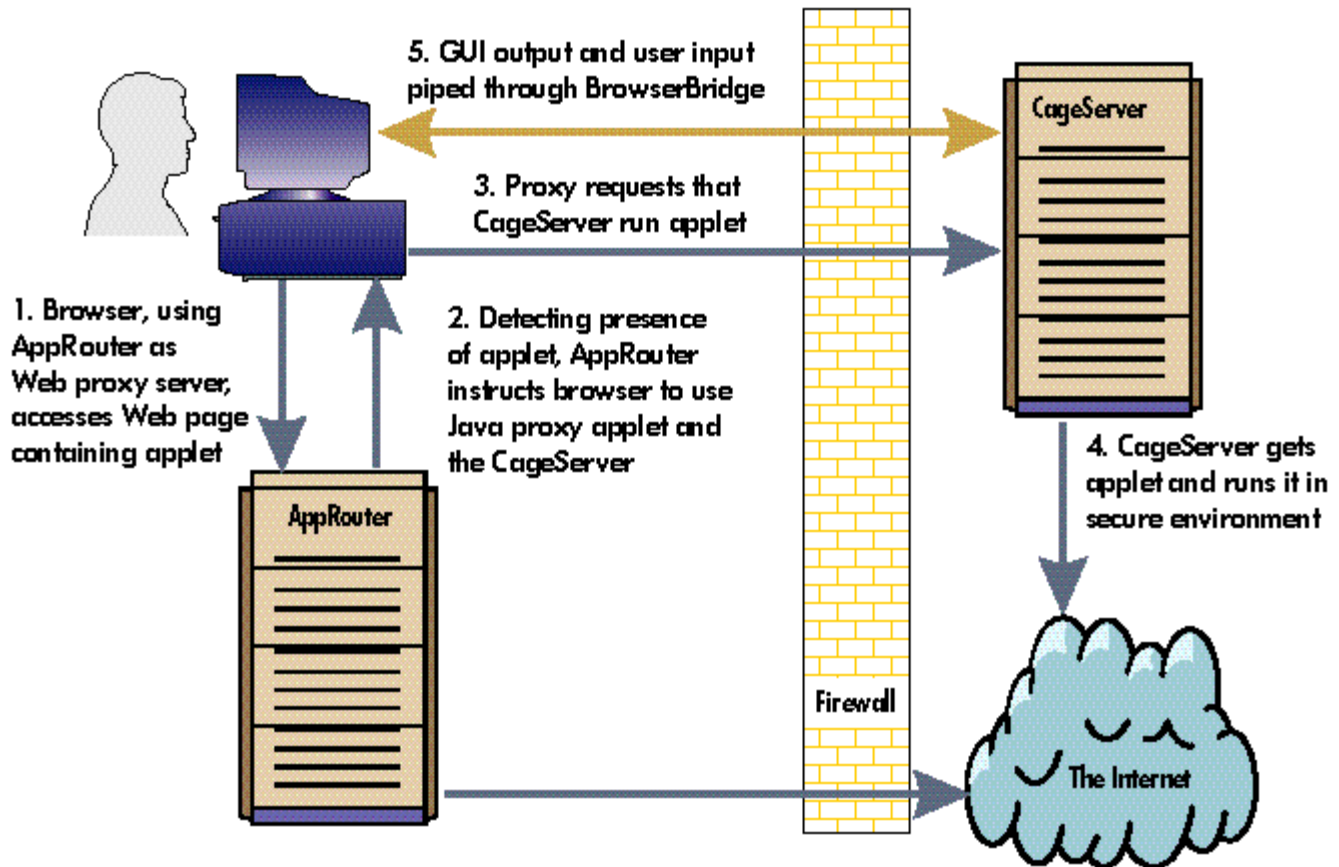 5. GUI output and user input
piped through BrowserBridge
CageServer
3. Proxy requests that
CageServer run applet
1. Browser, using
AppRouter as
Web proxy server,
accesses Web page
containing applet
2. Detecting presence
of applet, AppRouter
instructs browser to use
Java proxy applet and
the CageServer
4. CageServer gets
applet and runs it in
secure environment
AppRouter
Firewall
The Internet